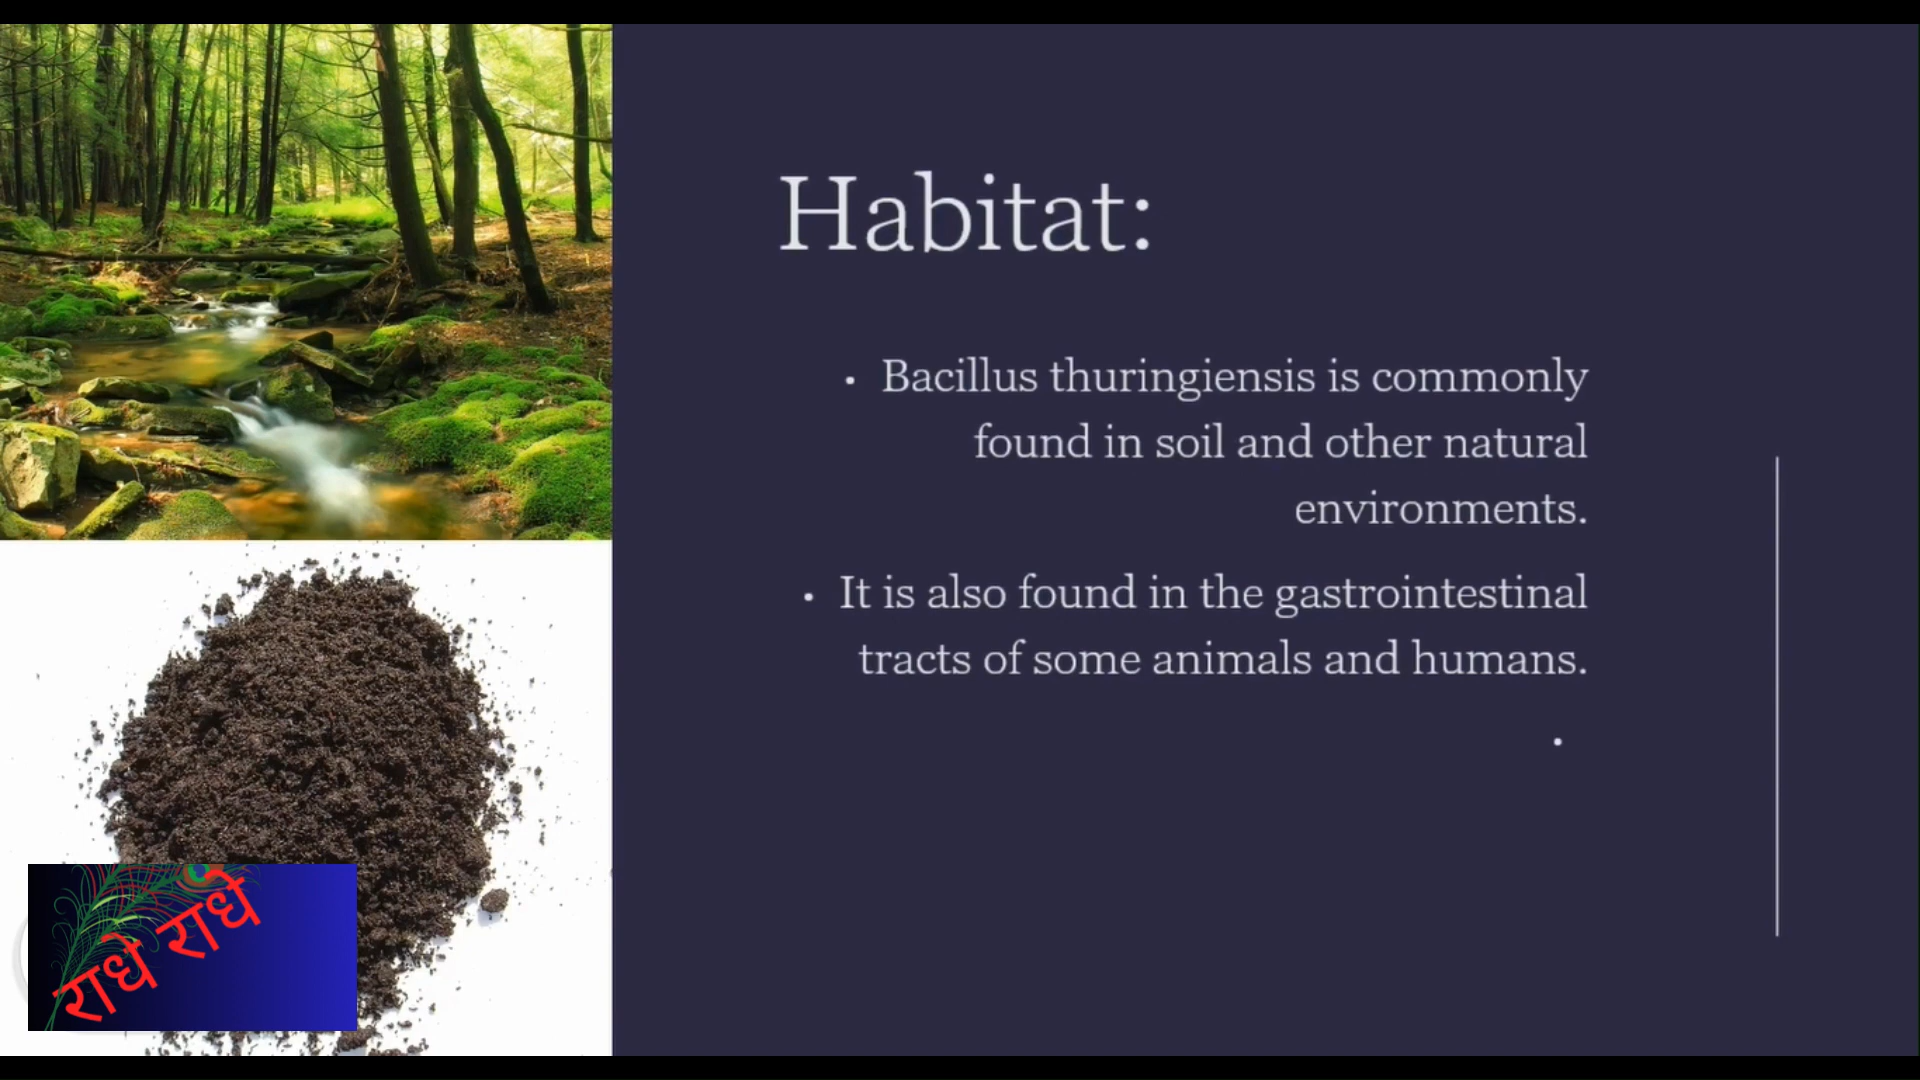 Habitat:
• Bacillus thuringiensis is commonly
found in soil and other natural
environments.
• It is also found in the gastrointestinal
tracts of some animals and humans.
•
राधे राधे